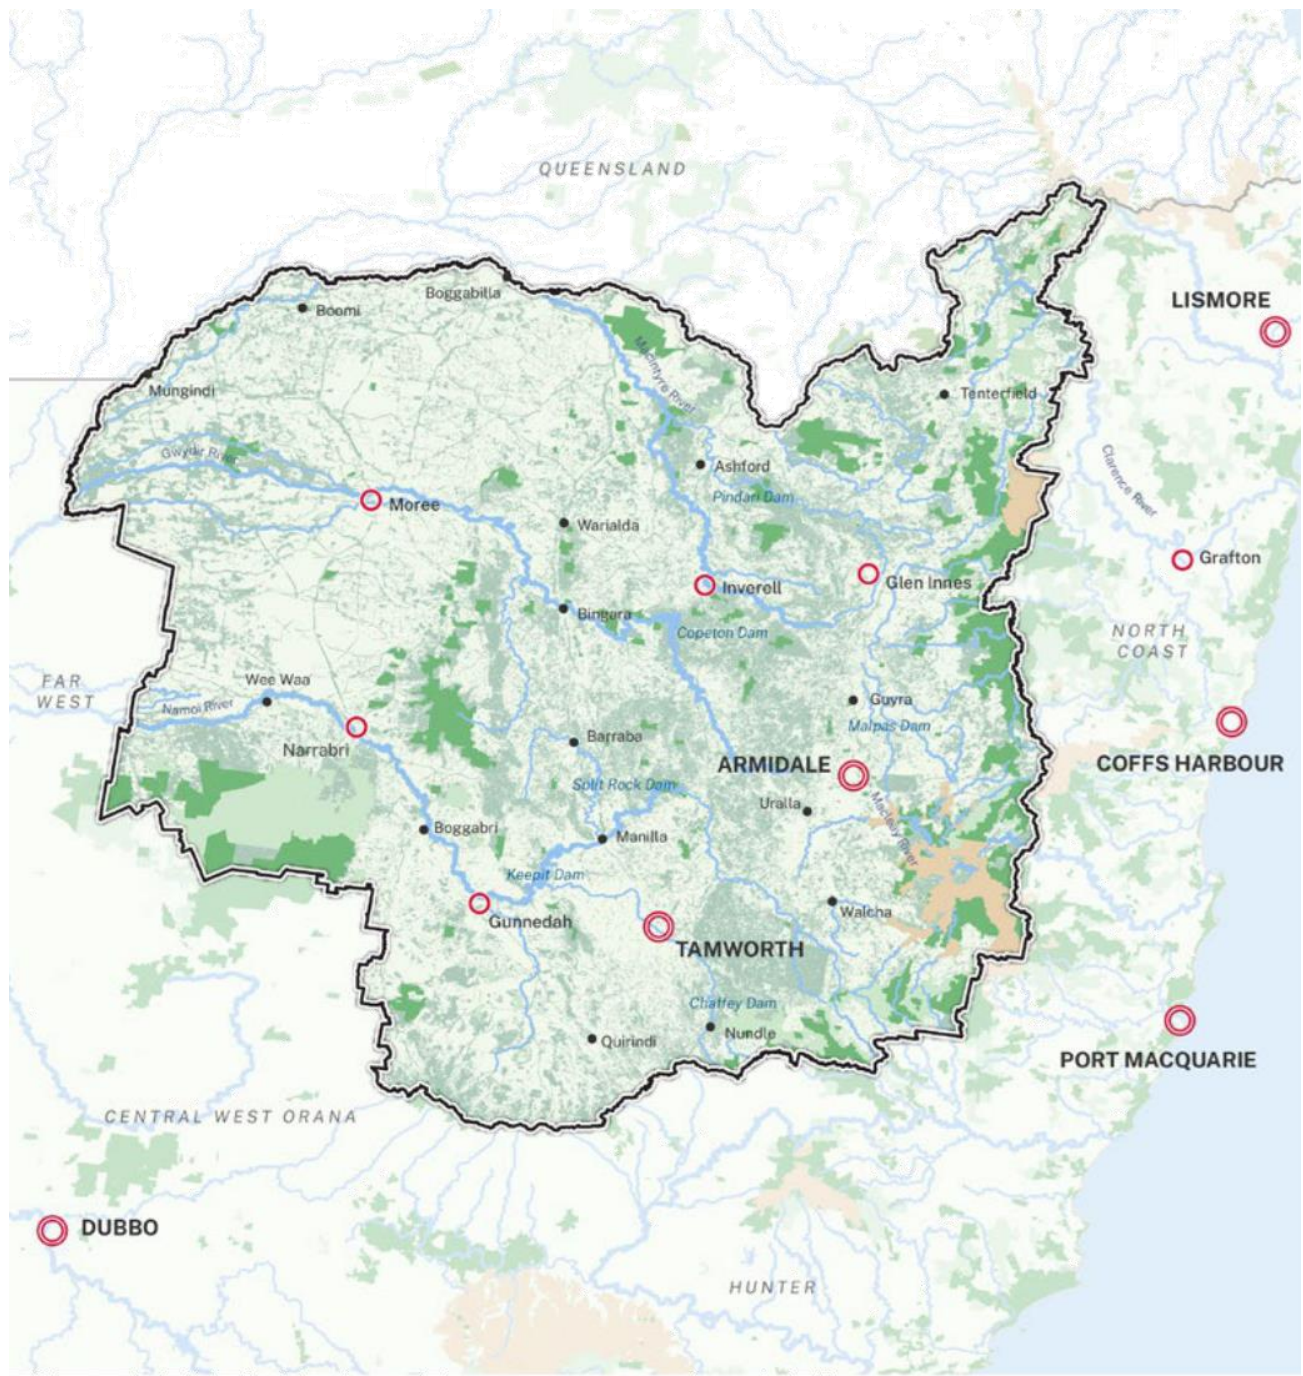 QUEENSLAND
Boggabilla
Boomi
LISMORE
Macintyre River
Mungindi
Tenterfield
Gwydir River
Ashford
Clarence River
Pindari Dam
Moree
Warialda
Grafton
Inverell
Glen Innes
Bingara
Copeton Dam
NORTH
COAST
FAR
WEST
Wee Waa
Namoi River
Guyra
Malpas Dam
Narrabri
Barraba
ARMIDALE
COFFS HARBOUR
Split Rock Dam
Uralla
Macleay River
Boggabri
Manilla
Keepit Dam
Walcha
Gunnedah
TAMWORTH
Chaffey Dam
Nundle
Quirindi
PORT MACQUARIE
CENTRAL WEST ORANA
DUBBO
HUNTER